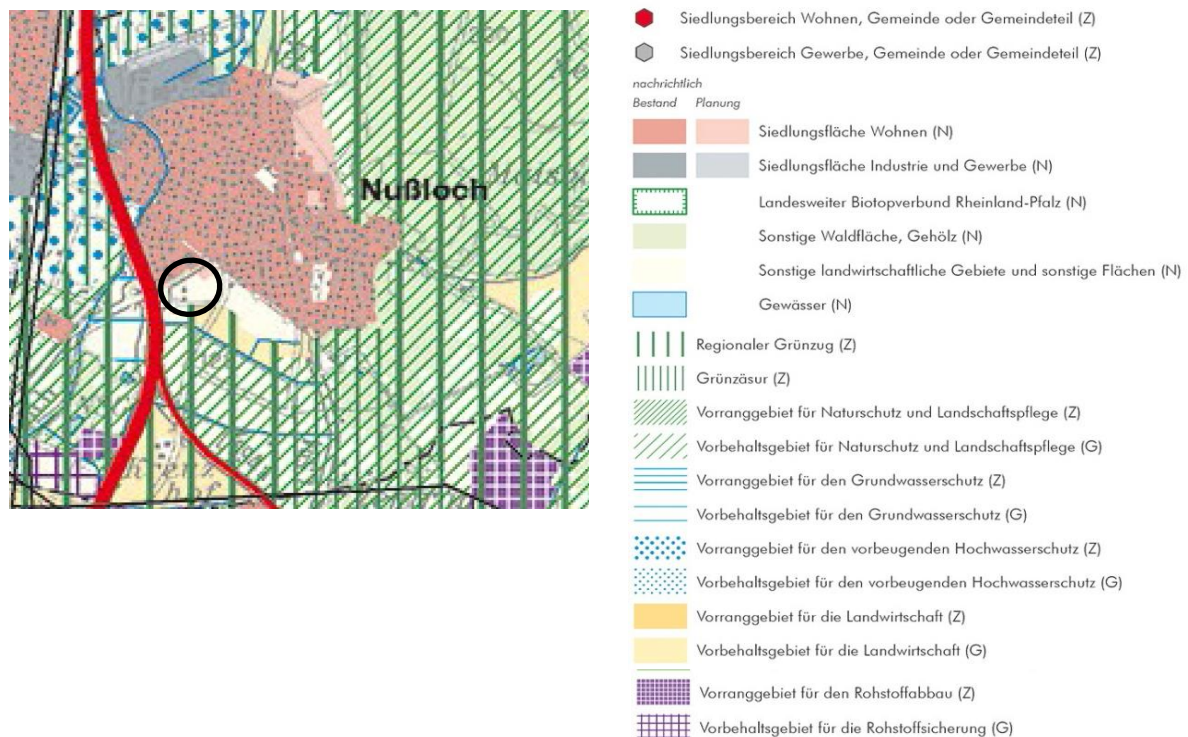 Nußloch
Siedlungsbereich Wohnen, Gemeinde oder Gemeindeteil (Z)
Siedlungsbereich Gewerbe, Gemeinde oder Gemeindeteil (Z)
nachrichtlich
Bestand Planung
Siedlungsfläche Wohnen (N)
Siedlungsfläche Industrie und Gewerbe (N)
Landesweiter Biotopverbund Rheinland-Pfalz (N)
Sonstige Waldfläche, Gehölz (N)
Sonstige landwirtschaftliche Gebiete und sonstige Flächen (N)
Gewässer (N)
Regionaler Grünzug (Z)
Grünzäsur (Z)
Vorranggebiet für Naturschutz und Landschaftspflege (Z)
Vorbehaltsgebiet für Naturschutz und Landschaftspflege (G)
Vorranggebiet für den Grundwasserschutz (Z)
Vorbehaltsgebiet für den Grundwasserschutz (G)
Vorranggebiet für den vorbeugenden Hochwasserschutz (Z)
Vorbehaltsgebiet für den vorbeugenden Hochwasserschutz (G)
Vorranggebiet für die Landwirtschaft (Z)
Vorbehaltsgebiet für die Landwirtschaft (G)
Vorranggebiet für den Rohstoffabbau (Z)
Vorbehaltsgebiet für die Rohstoffsicherung (G)